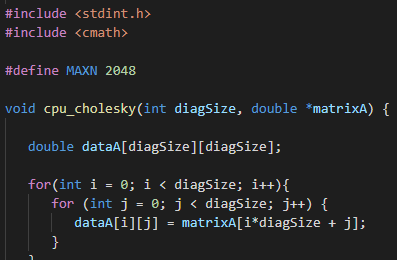 #include <stdint.h>
#include <cmath>

#define MAXN 2048

void cpu_cholesky(int diagSize, double *matrixA) {

    double dataA[diagSize][diagSize];

    for(int i = 0; i < diagSize; i++){
        for (int j = 0; j < diagSize; j++) {
            dataA[i][j] = matrixA[i*diagSize + j];
        }
    }